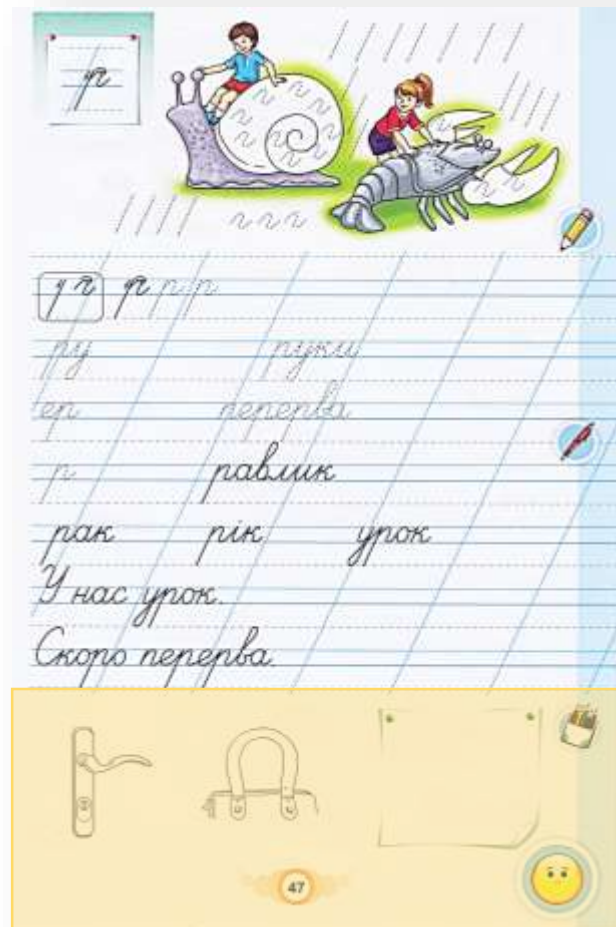 р
р р р р
ру руки
ер перерва
р равлик
рак рік урок
У нас урок.
Скоро перерва.
47